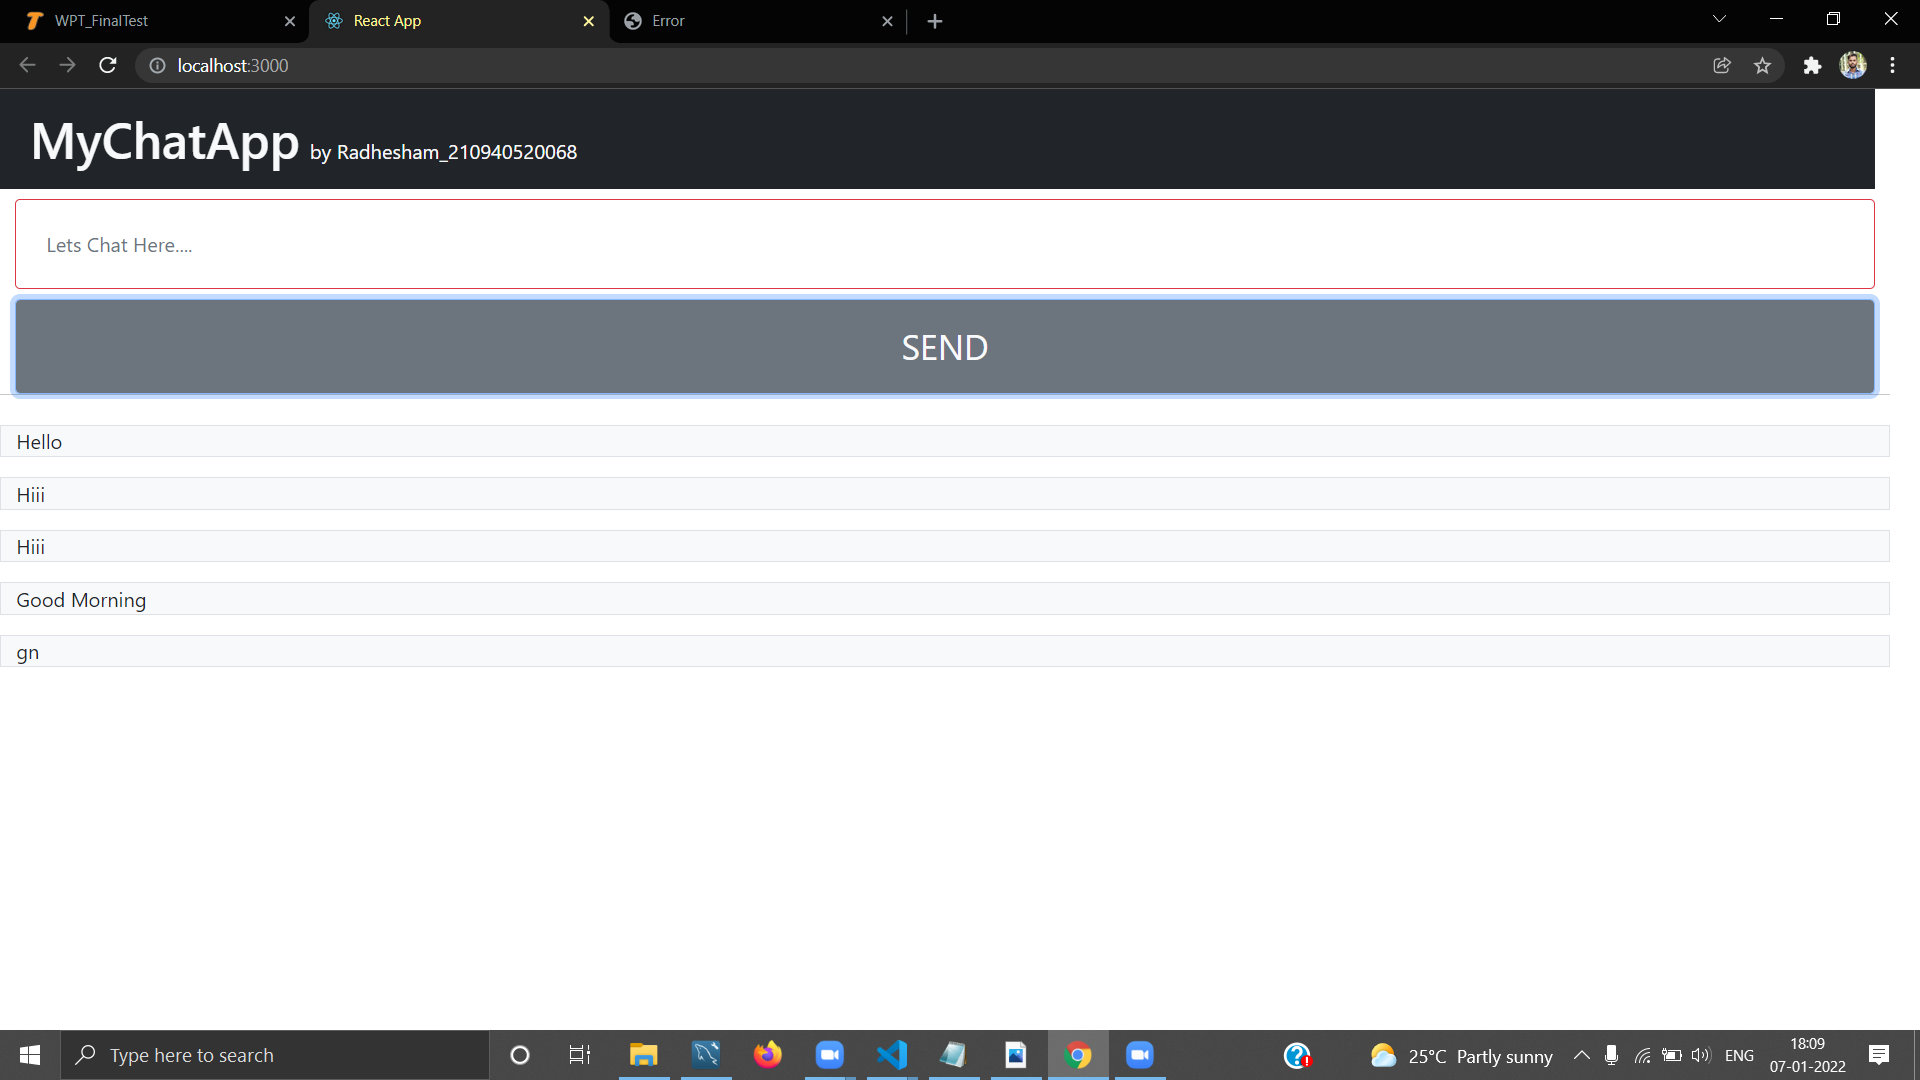 WPT_FinalTest
React App
Error
localhost:3000
MyChatApp by Radhesham_210940520068
Lets Chat Here....
SEND
Hello
Hiii
Hiii
Good Morning
gn
Type here to search
25°C Partly sunny
ENG
18:09
07-01-2022